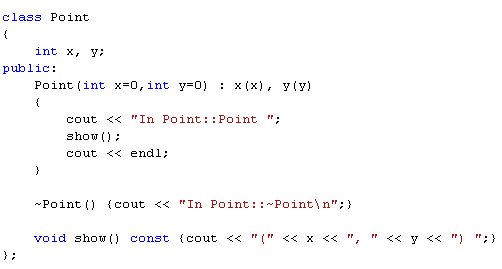 class Point
{
    int x, y;
public:
    Point(int x=0,int y=0) : x(x), y(y)
    {
        cout << "In Point::Point ";
        show();
        cout << endl;
    }

    ~Point() {cout << "In Point::~Point\n";}

    void show() const {cout << "(" << x << ", " << y << ") ";}
};